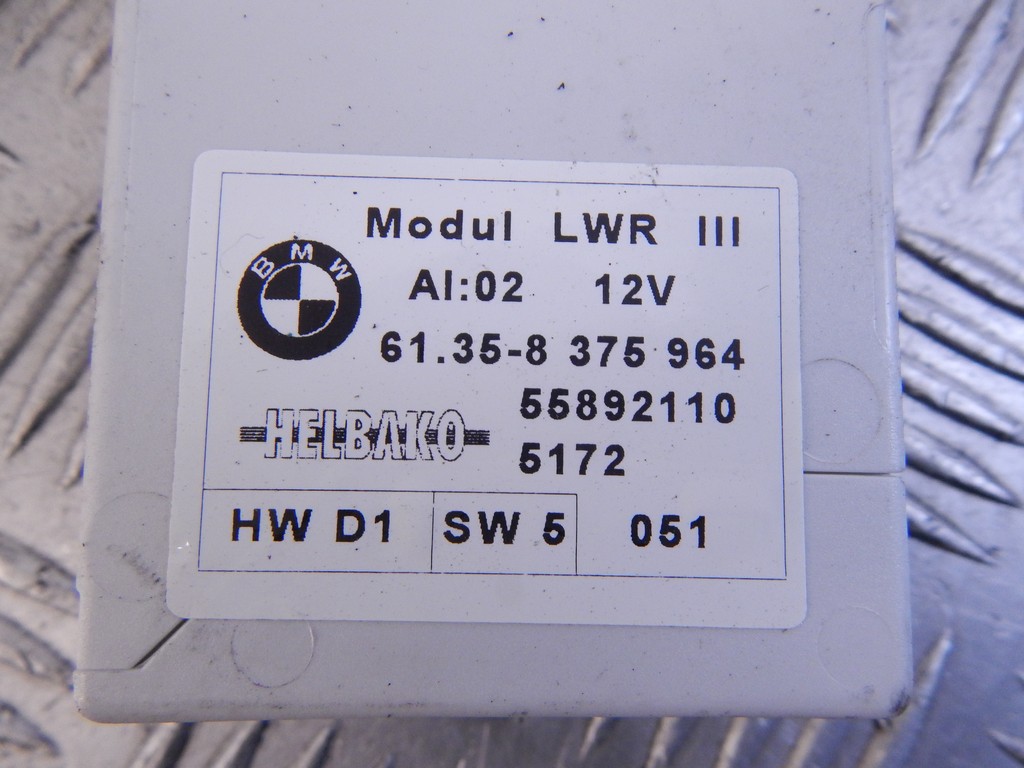 Modul LWR III
BMW
AI:02 12V
61.35-8 375 964
55892110
HELBAKO
5172
HW D1 SW 5 051